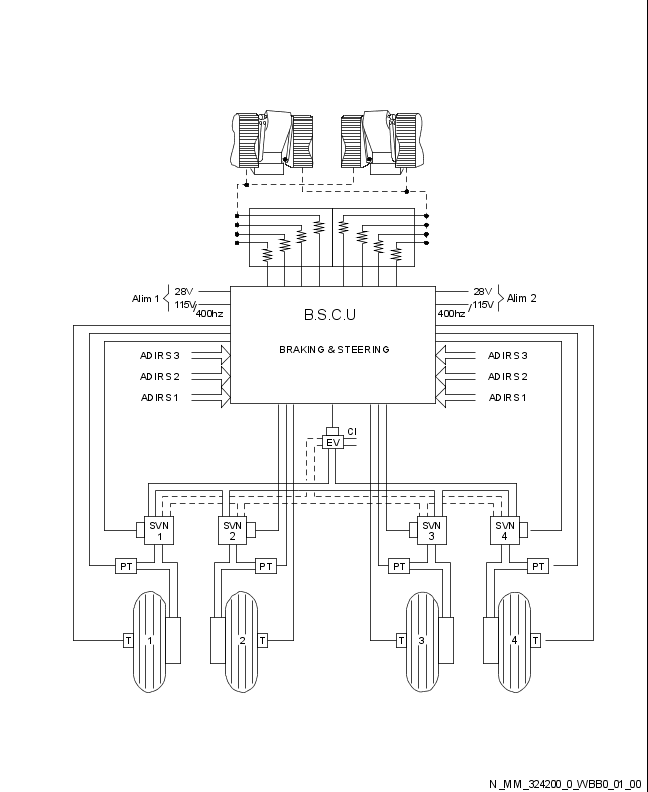 Alim 1
28V
115V/
400hz
28V
115V
400hz
Alim 2
B.S.C.U
BRAKING & STEERING
ADIRS 3
ADIRS 3
ADIRS 2
ADIRS 2
ADIRS 1
ADIRS 1
CI
EV
SVN
1
SVN
2
SVN
3
SVN
4
PT
PT
PT
PT
T
1
2
T
T
3
4
T
N_MM_324200_0_WBB0_01_00